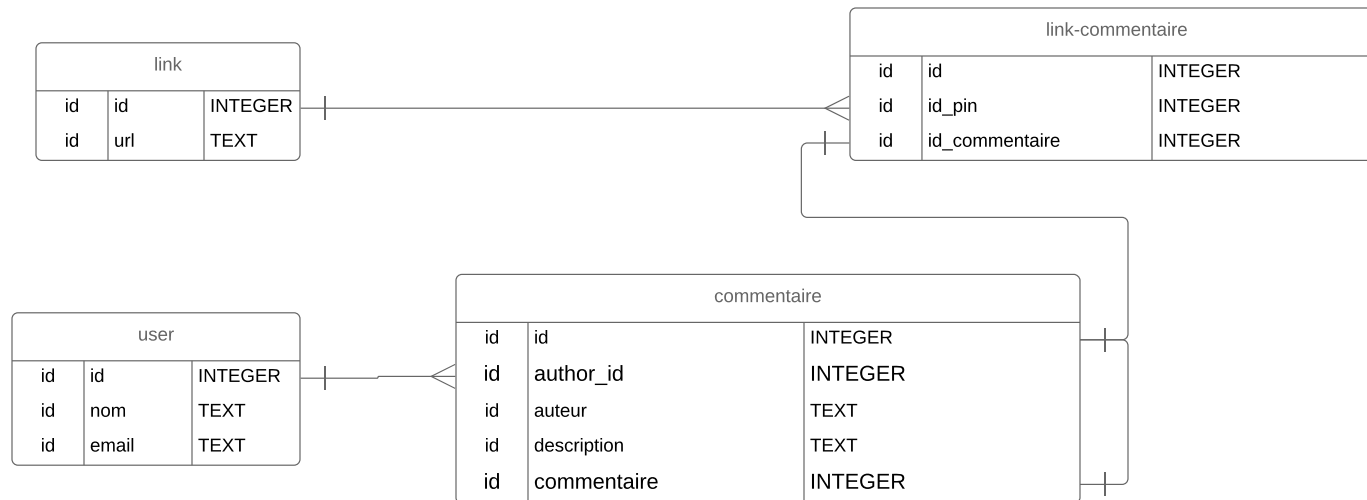 link
id id INTEGER
id url TEXT
link-commentaire
id id INTEGER
id id_pin INTEGER
id id_commentaire INTEGER
user
id id INTEGER
id nom TEXT
id email TEXT
commentaire
id id INTEGER
id author_id INTEGER
id auteur TEXT
id description TEXT
id commentaire INTEGER